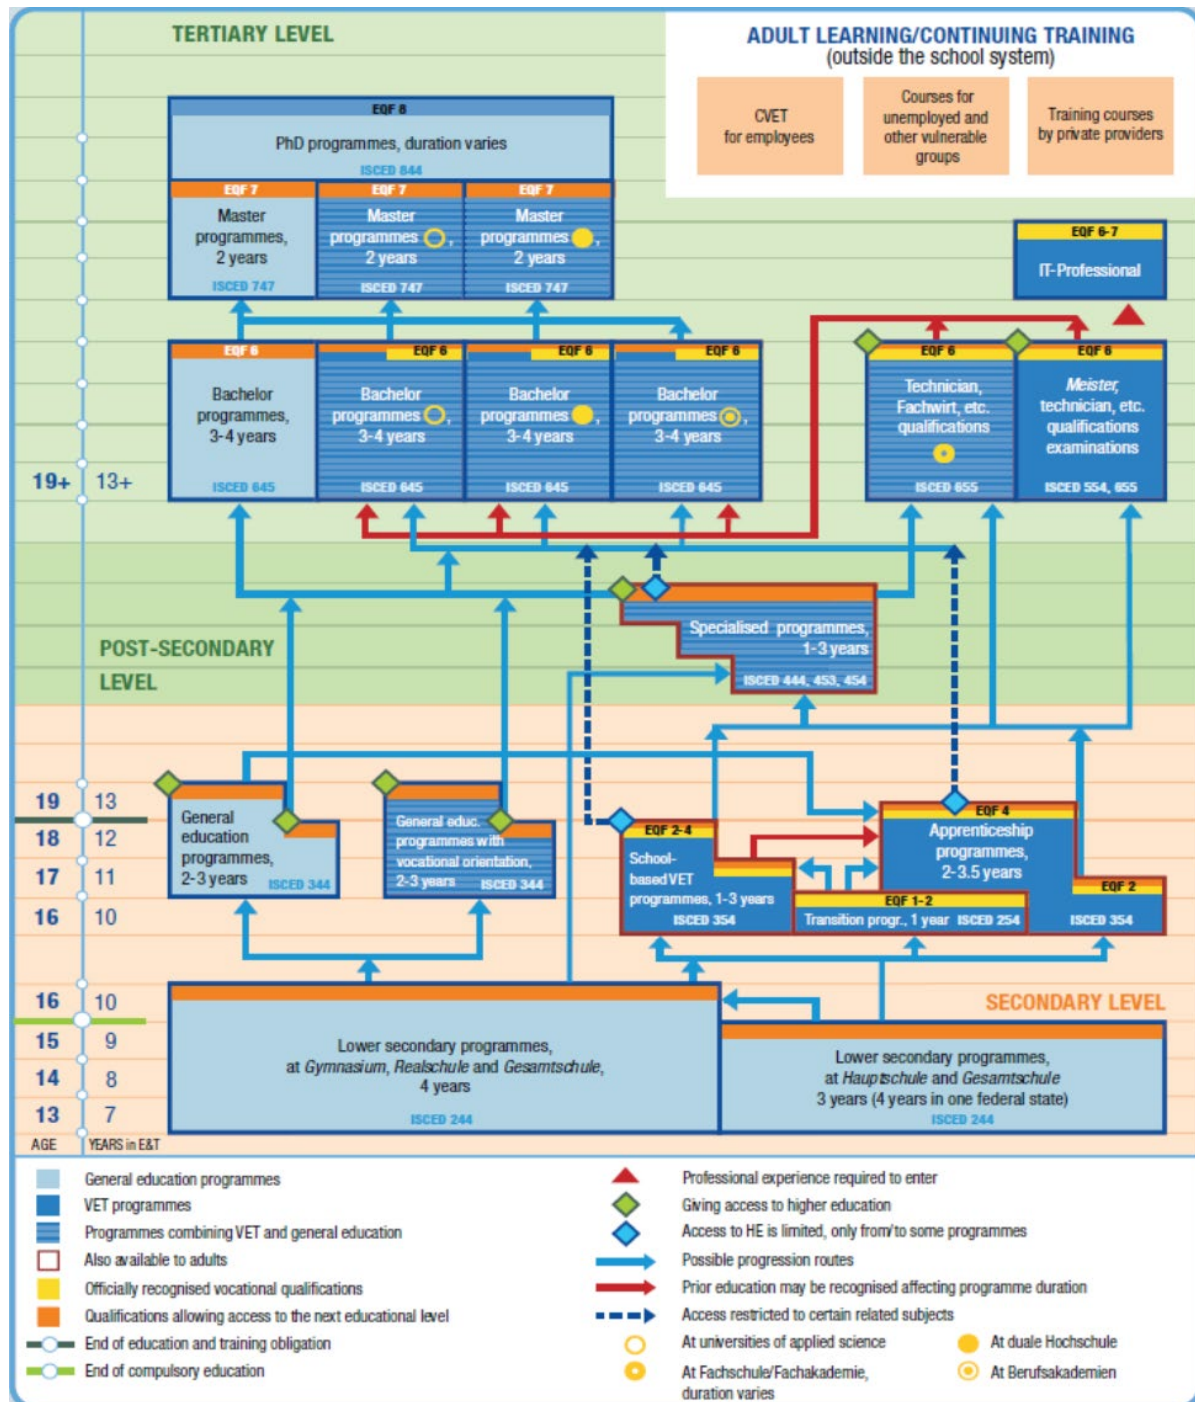 TERTIARY LEVEL
ADULT LEARNING/CONTINUING TRAINING
(outside the school system)
CVET
for employees
Courses for
unemployed and
other vulnerable
groups
Training courses
by private providers
EQF 8
PhD programmes, duration varies
ISCED 844
EQF 7
Master
programmes,
2 years
ISCED 747
EQF 7
Master
programmes ,
2 years
ISCED 747
EQF 7
Master
programmes ,
2 years
ISCED 747
EQF 6-7
IT-Professional
EQF 6
Bachelor
programmes,
3-4 years
ISCED 645
EQF 6
Bachelor
programmes ,
3-4 years
ISCED 645
EQF 6
Bachelor
programmes ,
3-4 years
ISCED 645
EQF 6
Bachelor
programmes ,
3-4 years
ISCED 645
EQF 6
Technician,
Fachwirt, etc.
qualifications
ISCED 655
EQF 6
Meister,
technician, etc.
qualifications
examinations
ISCED 554, 655
19+ 13+
POST-SECONDARY
LEVEL
Specialised programmes,
1-3 years
ISCED 444, 453, 454
19 13
18 12
17 11
16 10
General
education
programmes,
2-3 years
ISCED 344
General educ.
programmes with
vocational orientation,
2-3 years
ISCED 344
EQF 2-4
School-
based VET
programmes, 1-3 years
ISCED 354
EQF 1-2
Transition progr., 1 year ISCED 254
EQF 4
Apprenticeship
programmes,
2-3.5 years
EQF 2
ISCED 354
SECONDARY LEVEL
16 10
15 9
14 8
13 7
AGE YEARS in E&T
Lower secondary programmes,
at Gymnasium, Realschule and Gesamtschule,
4 years
ISCED 244
Lower secondary programmes,
at Hauptschule and Gesamtschule
3 years (4 years in one federal state)
ISCED 244
General education programmes
VET programmes
Programmes combining VET and general education
Also available to adults
Officially recognised vocational qualifications
Qualifications allowing access to the next educational level
End of education and training obligation
End of compulsory education
Professional experience required to enter
Giving access to higher education
Access to HE is limited, only from/to some programmes
Possible progression routes
Prior education may be recognised affecting programme duration
Access restricted to certain related subjects
At universities of applied science
At duale Hochschule
At Fachschule/Fachakademie,
duration varies
At Berufsakademien